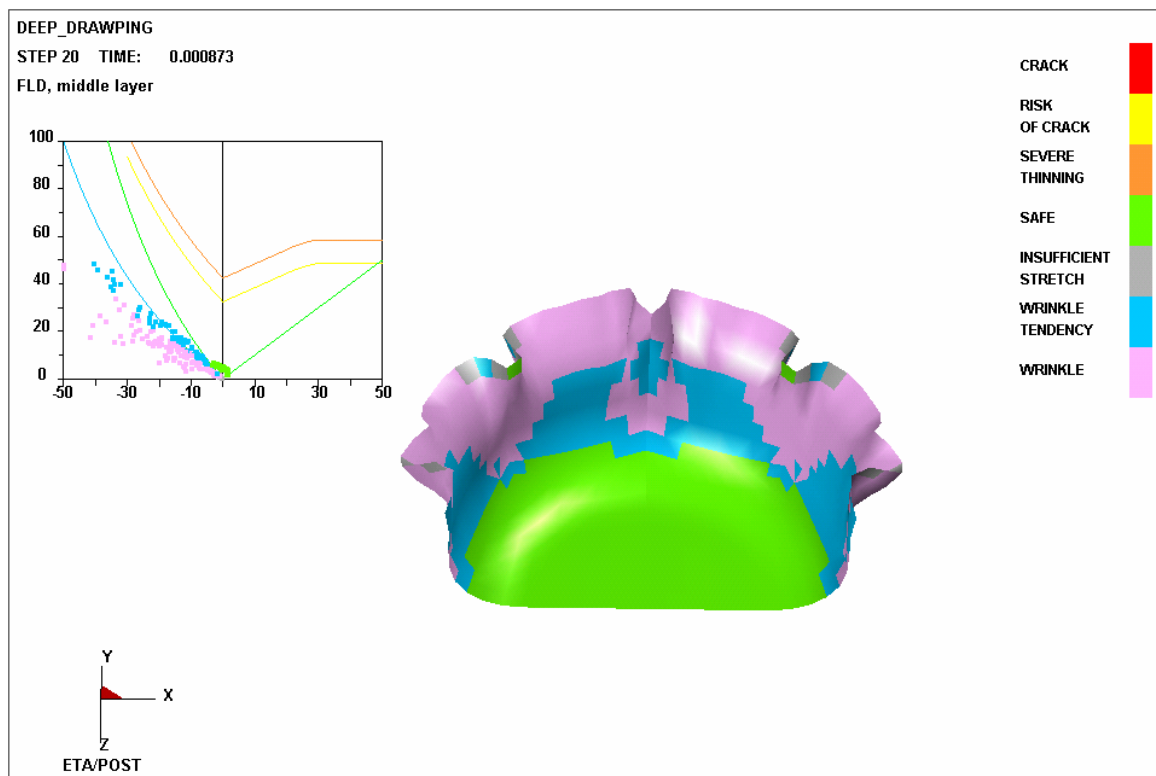 DEEP_DRAWPING
STEP 20 TIME: 0.000873
FLD, middle layer
100
80
60
40
20
0
-50 -30 -10 10 30 50
CRACK
RISK
OF CRACK
SEVERE
THINNING
SAFE
INSUFFICIENT
STRETCH
WRINKLE
TENDENCY
WRINKLE
Y
X
Z
ETA/POST